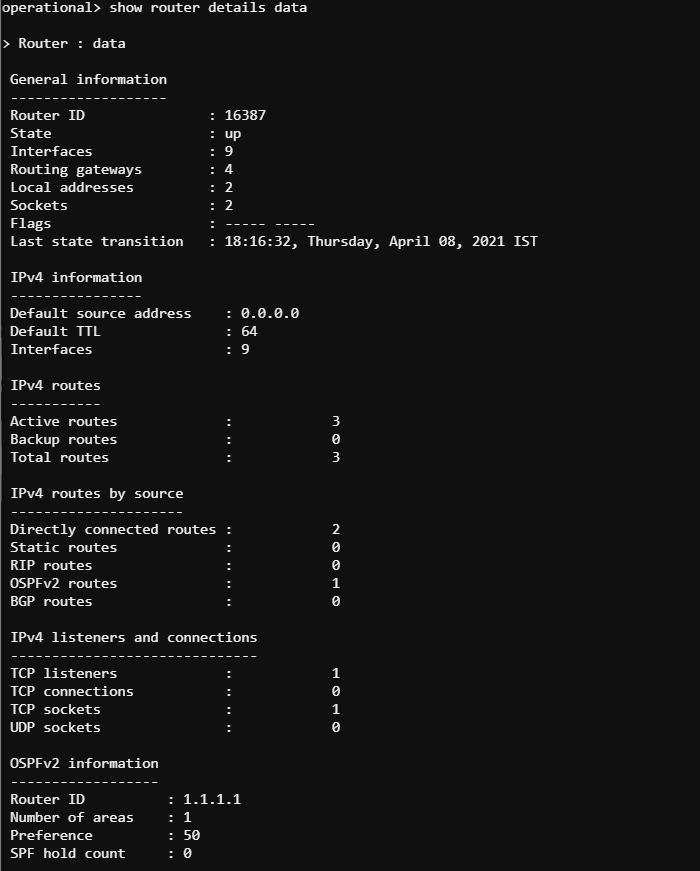 operational> show router details data
> Router : data
General information
-------------------
Router ID : 16387
State : up
Interfaces : 9
Routing gateways : 4
Local addresses : 2
Sockets : 2
Flags : ----- -----
Last state transition : 18:16:32, Thursday, April 08, 2021 IST
IPv4 information
----------------
Default source address : 0.0.0.0
Default TTL : 64
Interfaces : 9
IPv4 routes
-----------
Active routes : 3
Backup routes : 0
Total routes : 3
IPv4 routes by source
---------------------
Directly connected routes : 2
Static routes : 0
RIP routes : 0
OSPFv2 routes : 1
BGP routes : 0
IPv4 listeners and connections
------------------------------
TCP listeners : 1
TCP connections : 0
TCP sockets : 1
UDP sockets : 0
OSPFv2 information
------------------
Router ID : 1.1.1.1
Number of areas : 1
Preference : 50
SPF hold count : 0